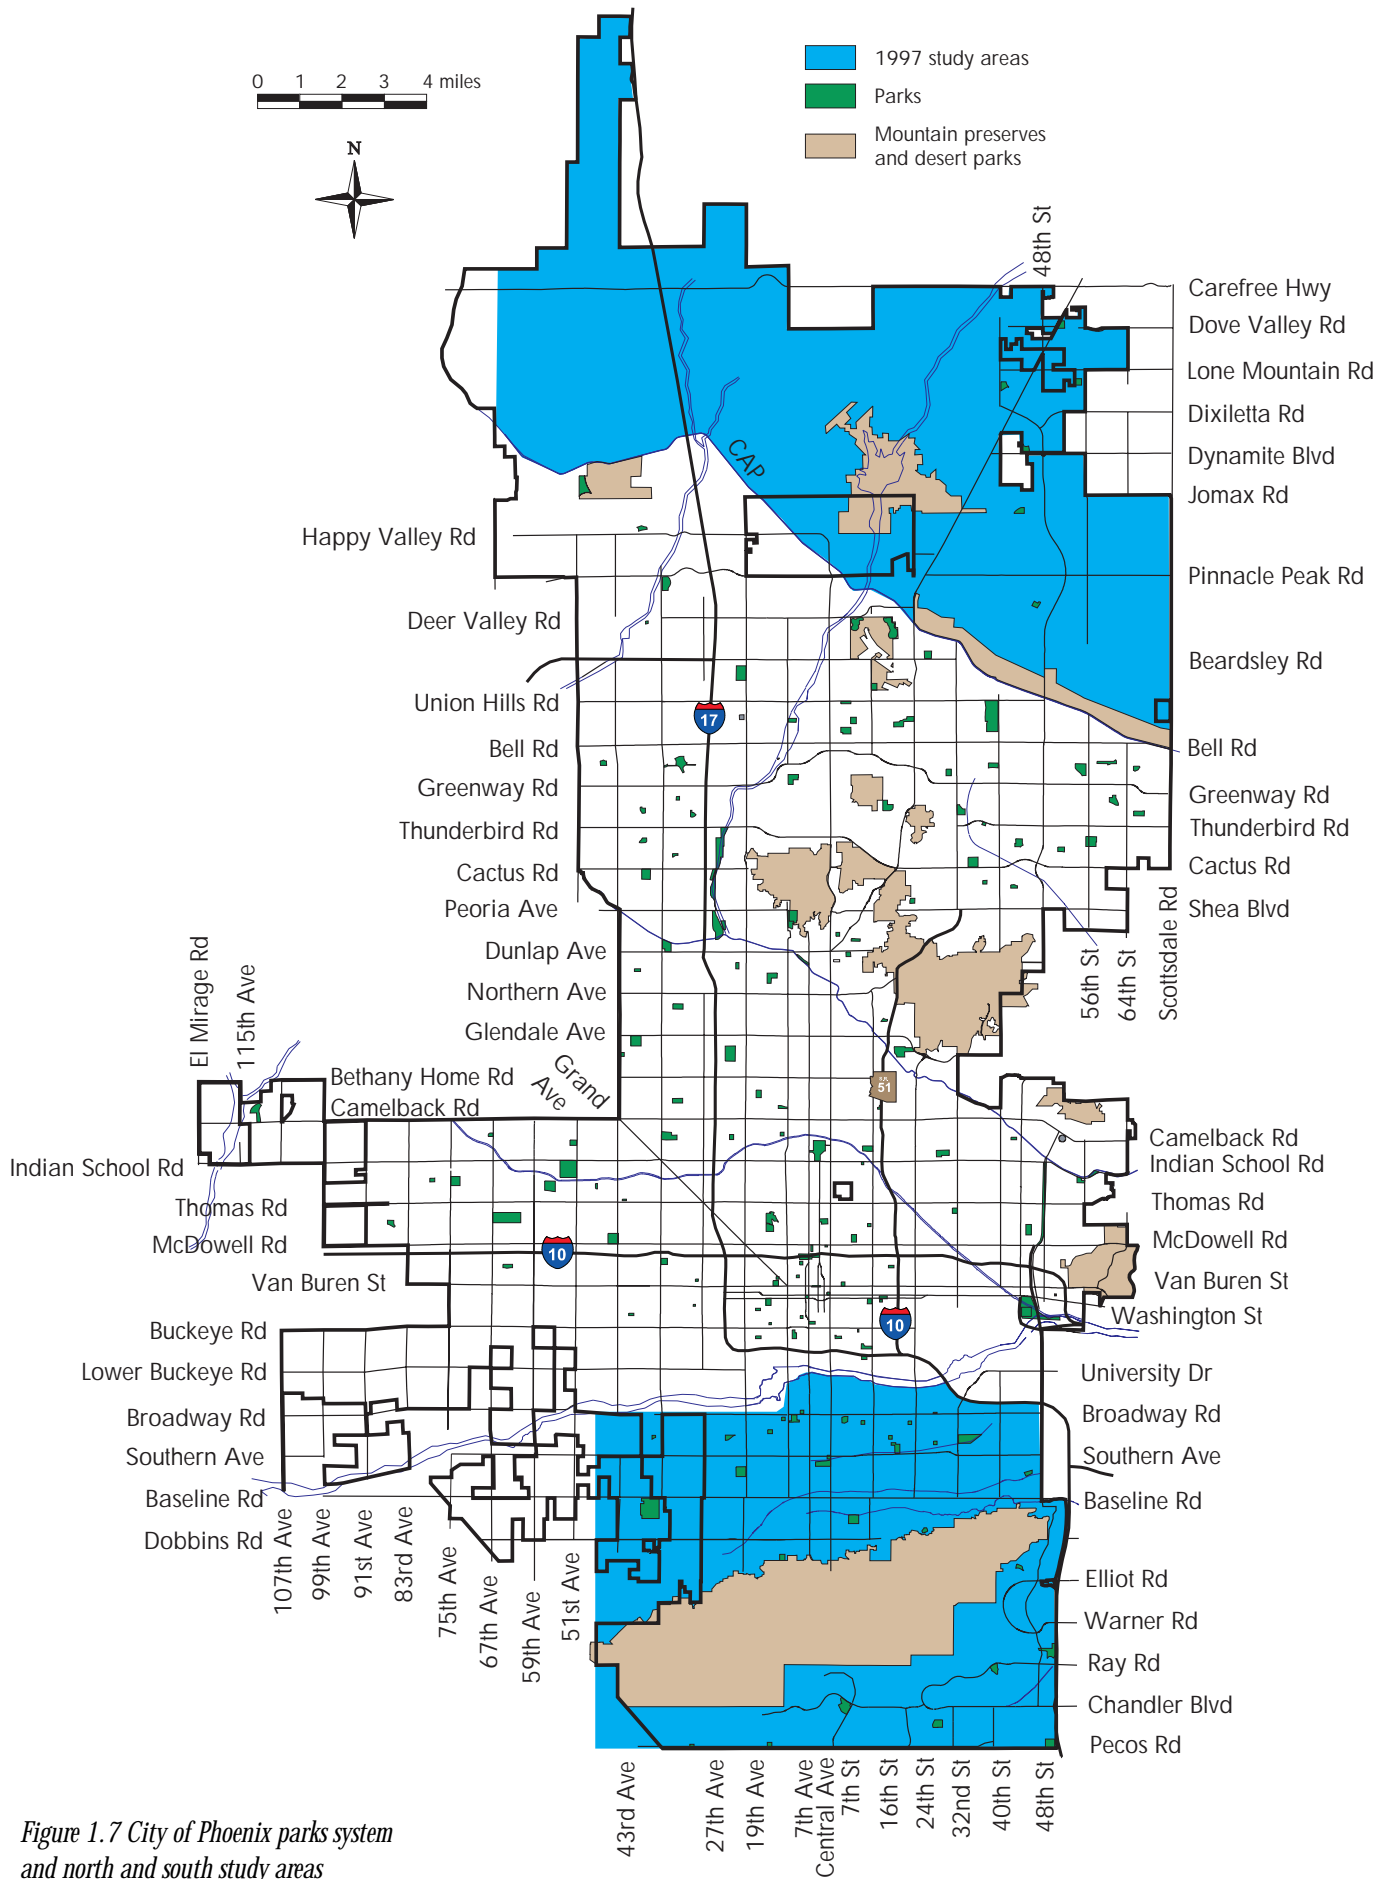 0 1 2 3 4 miles
N
1997 study areas
Parks
Mountain preserves
and desert parks
48th St
Carefree Hwy
Dove Valley Rd
Lone Mountain Rd
Dixiletta Rd
Dynamite Blvd
Jomax Rd
CAP
Happy Valley Rd
Pinnacle Peak Rd
Deer Valley Rd
Beardsley Rd
Union Hills Rd
17
Bell Rd
Bell Rd
Greenway Rd
Greenway Rd
Thunderbird Rd
Thunderbird Rd
Cactus Rd
Cactus Rd
Peoria Ave
Shea Blvd
Dunlap Ave
Northern Ave
Glendale Ave
56th St
64th St
Scottsdale Rd
El Mirage Rd
115th Ave
Bethany Home Rd
Camelback Rd
Grand
Ave
51
Indian School Rd
Camelback Rd
Indian School Rd
Thomas Rd
Thomas Rd
McDowell Rd
McDowell Rd
10
Van Buren St
Van Buren St
Washington St
10
Buckeye Rd
Lower Buckeye Rd
University Dr
Broadway Rd
Broadway Rd
Southern Ave
Southern Ave
Baseline Rd
Baseline Rd
Dobbins Rd
107th Ave
99th Ave
91st Ave
83rd Ave
75th Ave
67th Ave
59th Ave
51st Ave
Elliot Rd
Warner Rd
Ray Rd
Chandler Blvd
Pecos Rd
43rd Ave
27th Ave
19th Ave
7th Ave
Central Ave
7th St
16th St
24th St
32nd St
40th St
48th St
Figure 1.7 City of Phoenix parks system
and north and south study areas